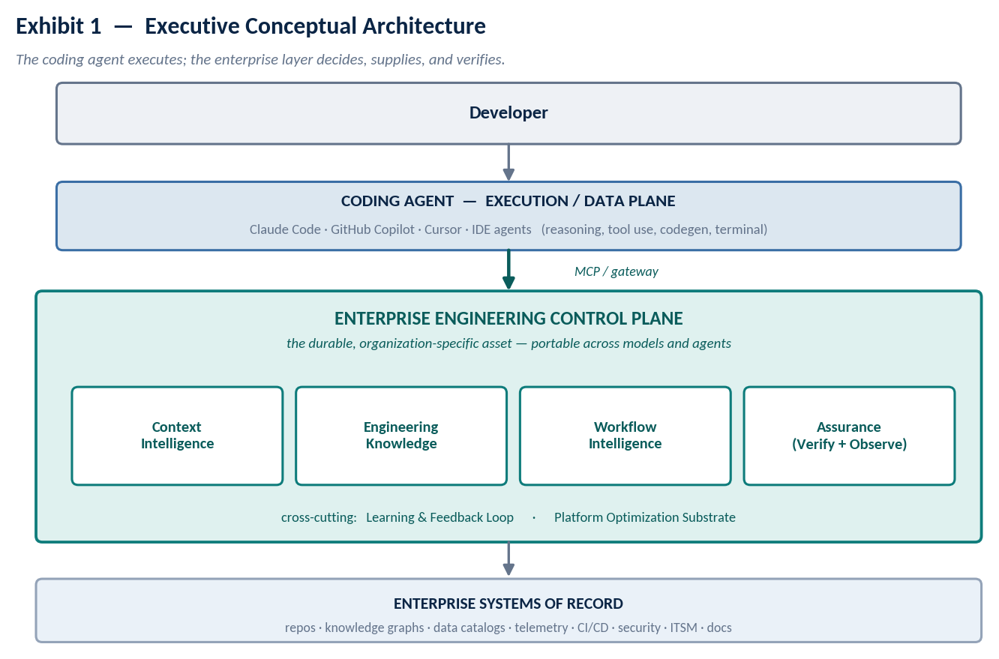 Exhibit 1 — Executive Conceptual Architecture
The coding agent executes; the enterprise layer decides, supplies, and verifies.
Developer
CODING AGENT — EXECUTION / DATA PLANE
Claude Code · GitHub Copilot · Cursor · IDE agents (reasoning, tool use, codegen, terminal)
MCP / gateway
ENTERPRISE ENGINEERING CONTROL PLANE
the durable, organization-specific asset — portable across models and agents
Context
Intelligence
Engineering
Knowledge
Workflow
Intelligence
Assurance
(Verify + Observe)
cross-cutting: Learning & Feedback Loop · Platform Optimization Substrate
ENTERPRISE SYSTEMS OF RECORD
repos · knowledge graphs · data catalogs · telemetry · CI/CD · security · ITSM · docs